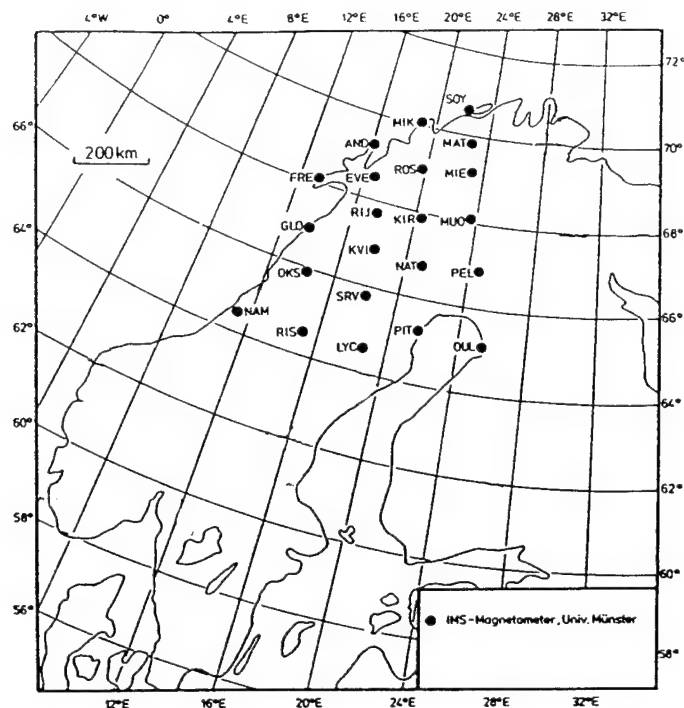 4°W 0° 4°E 8°E 12°E 16°E 20°E 24°E 28°E 32°E
72°
SOY
66° MIK 70°
AND MAT
200km
FRE EVE ROS MIE
RIJ
64° GLO KIR MUO 68°
KVI
OKS NAT PEL
SRV 66°
62° NAM
RIS LYC PIT OUL
64°
60°
62°
58°
60°
56° ● IMS-Magnetometer, Univ. Münster
58°
12°E 16°E 20°E 24°E 28°E 32°E